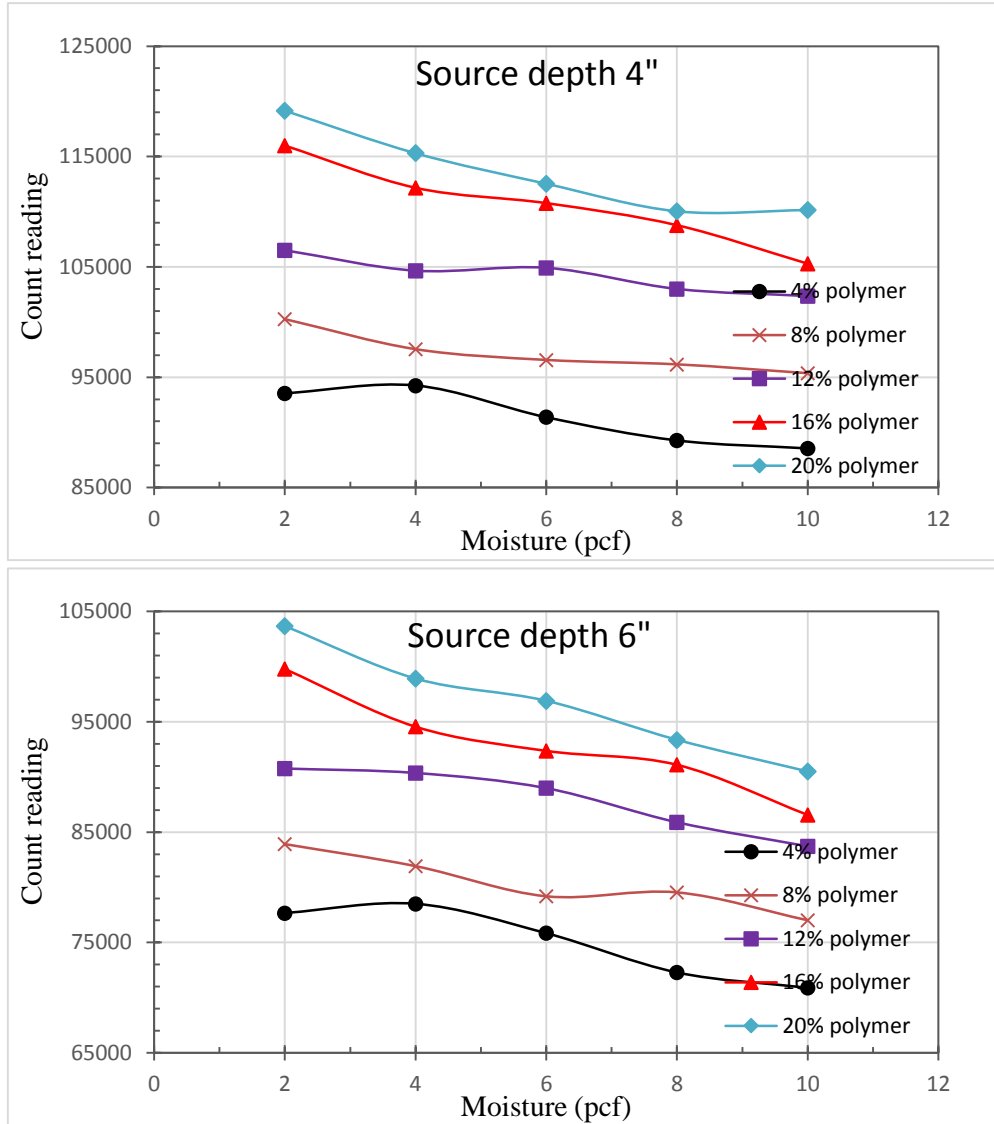 Source depth 4"
125000
115000
105000
95000
85000
Count reading
4% polymer
8% polymer
12% polymer
16% polymer
20% polymer
0 2 4 6 8 10 12
Moisture (pcf)
Source depth 6"
105000
95000
85000
75000
65000
Count reading
4% polymer
8% polymer
12% polymer
16% polymer
20% polymer
0 2 4 6 8 10 12
Moisture (pcf)